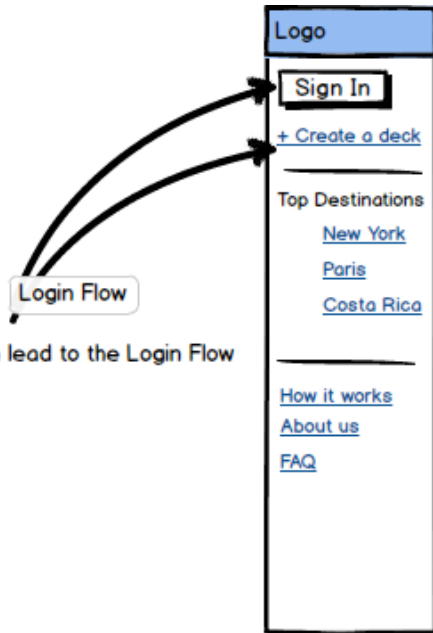 Logo
Sign In
+ Create a deck
Top Destinations
New York
Paris
Costa Rica
Login Flow
lead to the Login Flow
How it works
About us
FAQ